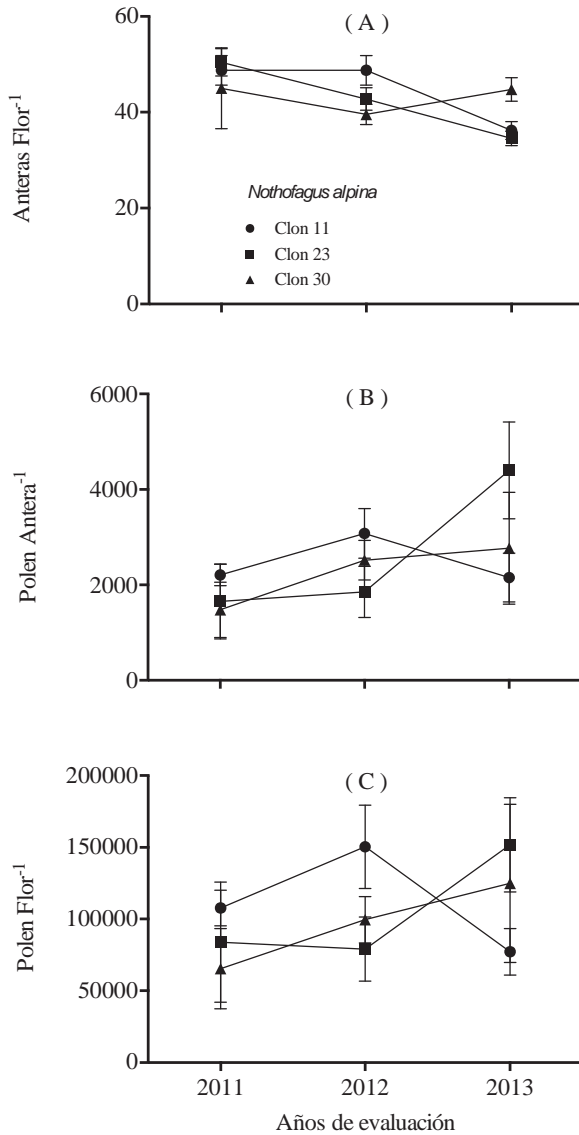 ( A )
60
40
20
0
Anteras Flor⁻¹
Nothofagus alpina
Clon 11
Clon 23
Clon 30
( B )
6000
4000
2000
0
Polen Antera⁻¹
( C )
200000
150000
100000
50000
0
Polen Flor⁻¹
2011 2012 2013
Años de evaluación